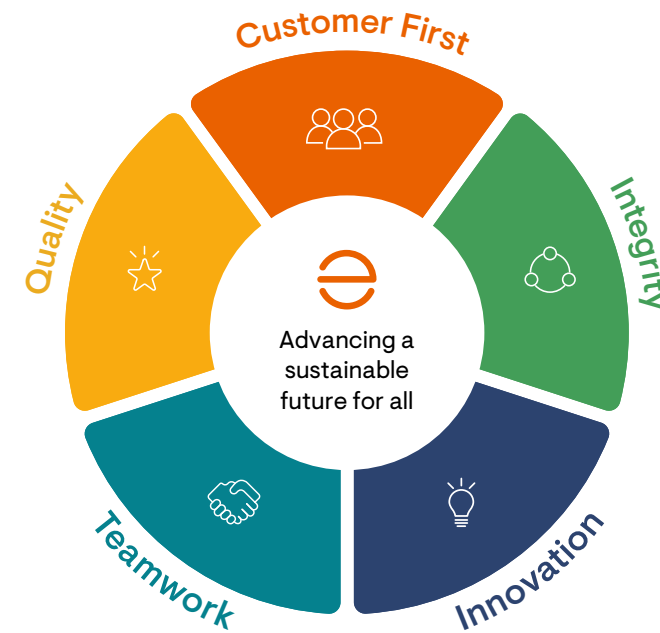 Customer First
Integrity
Innovation
Teamwork
Quality
Advancing a
sustainable
future for all